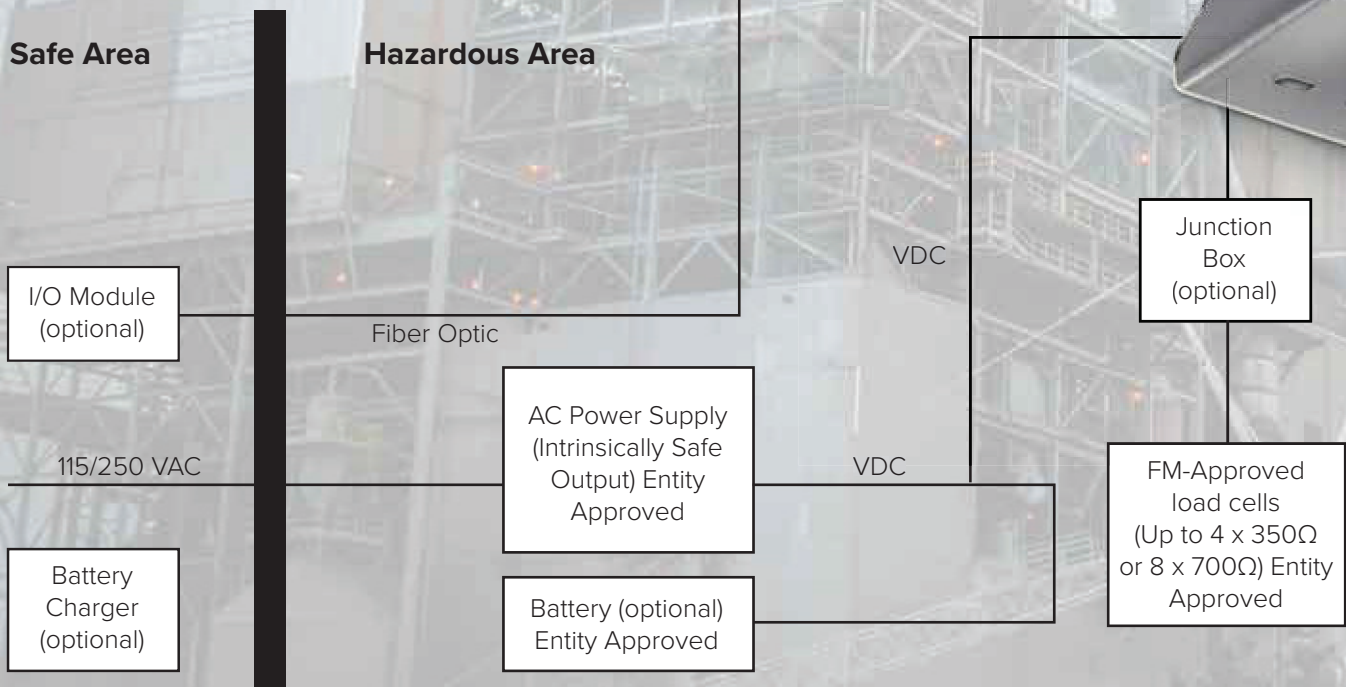 Safe Area
Hazardous Area
VDC
Junction
Box
(optional)
I/O Module
(optional)
Fiber Optic
AC Power Supply
(Intrinsically Safe
Output) Entity
Approved
115/250 VAC
VDC
FM-Approved
load cells
(Up to 4 x 350Ω
or 8 x 700Ω) Entity
Approved
Battery
Charger
(optional)
Battery (optional)
Entity Approved